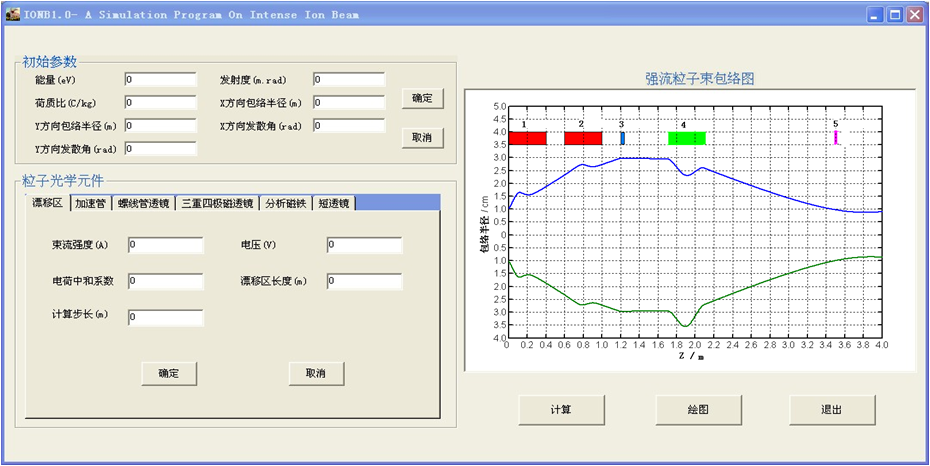 IONB1.0- A Simulation Program On Intense Ion Beam
初始参数
能量(eV) 0 发射度(m.rad) 0
荷质比(C/kg) 0 X方向包络半径(m) 0 确定
Y方向包络半径(m) 0 X方向发散角(rad) 0
Y方向发散角(rad) 0 取消
粒子光学元件
漂移区 加速管 螺线管透镜 三重四极磁透镜 分析磁铁 短透镜
束流强度(A) 0 电压(V) 0
电荷中和系数 0 漂移区长度(m) 0
计算步长(m) 0
确定 取消
强流粒子束包络图
包络半径 / cm
5.0
4.5
4.0
3.5
3.0
2.5
2.0
1.5
1.0
0.5
0
0.5
1.0
1.5
2.0
2.5
3.0
3.5
4.0
3.5
1 2 3 4 5
0 0.2 0.4 0.6 0.8 1.0 1.2 1.4 1.6 1.8 2.0 2.2 2.4 2.6 2.8 3.0 3.2 3.4 3.6 3.8 4.0
Z / m
计算 绘图 退出